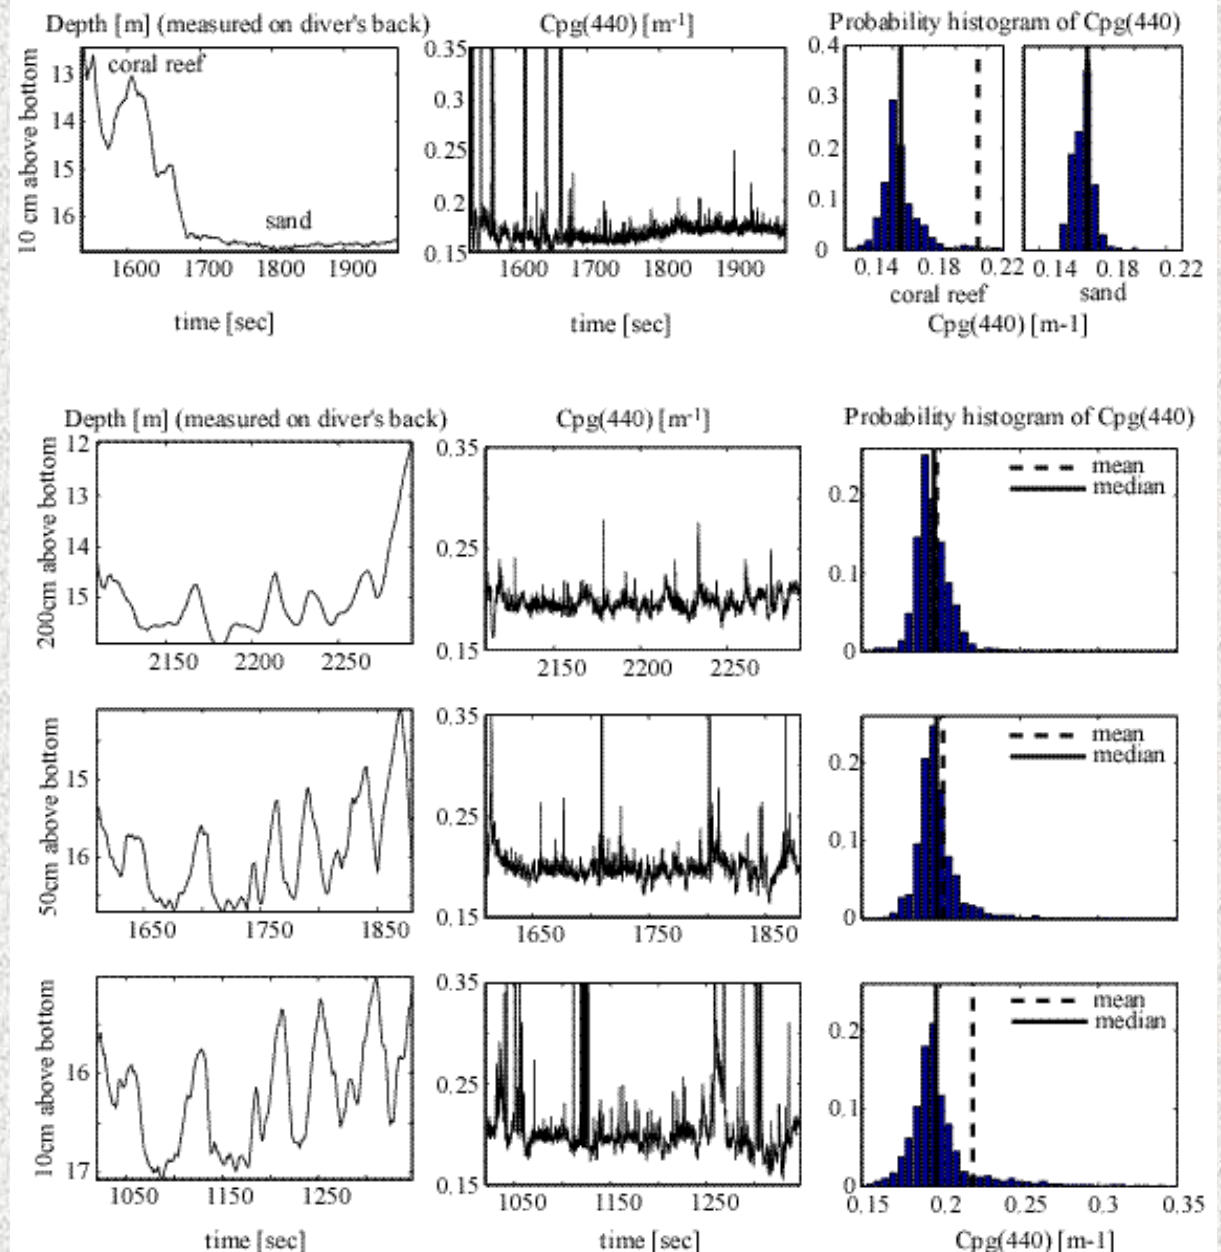 Depth [m] (measured on diver's back)
Cpg(440) [m-1]
Probability histogram of Cpg(440)
10 cm above bottom
coral reef
sand
13
14
15
16
1600 1700 1800 1900
time [sec]
0.35
0.25
0.2
0.15
1600 1700 1800 1900
time [sec]
0.4
0.3
0.2
0.1
0
0.14 0.18 0.22
coral reef
0.14 0.18 0.22
sand
Cpg(440) [m-1]
Depth [m] (measured on diver's back)
Cpg(440) [m-1]
Probability histogram of Cpg(440)
200cm above bottom
12
13
14
15
2150 2200 2250
0.35
0.25
0.15
2150 2200 2250
0.2
0.1
0
mean
median
50cm above bottom
15
16
1650 1750 1850
0.35
0.25
0.15
1650 1750 1850
0.2
0.1
0
mean
median
10cm above bottom
16
17
1050 1150 1250
time [sec]
0.35
0.25
0.15
1050 1150 1250
time [sec]
0.2
0.1
0
mean
median
0.15 0.2 0.25 0.3 0.35
Cpg(440) [m-1]